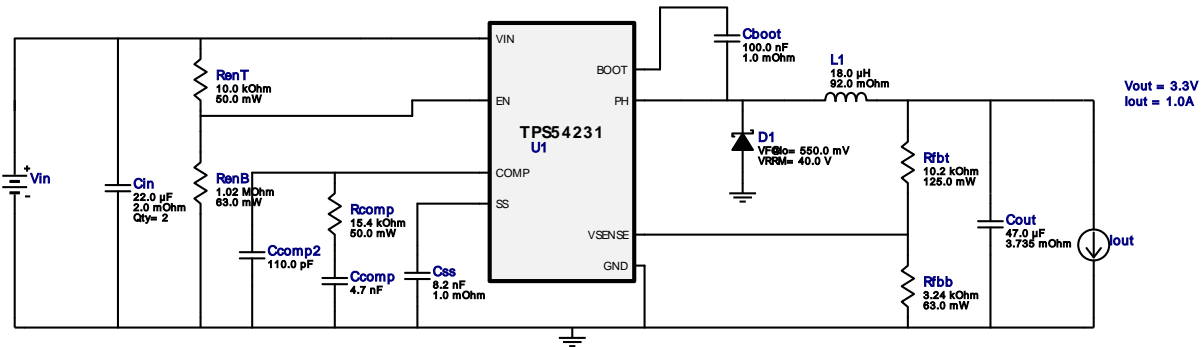 Vin
Cin
22.0 µF
2.0 mOhm
Qty= 2
RenT
10.0 kOhm
50.0 mW
RenB
1.02 MOhm
63.0 mW
Ccomp2
110.0 pF
Rcomp
15.4 kOhm
50.0 mW
Ccomp
4.7 nF
Css
8.2 nF
1.0 mOhm
VIN
EN
COMP
SS
TPS54231
U1
BOOT
PH
VSENSE
GND
Cboot
100.0 nF
1.0 mOhm
L1
18.0 µH
92.0 mOhm
D1
= 550.0 mV
VRRM= 40.0 V
Rfbt
10.2 kOhm
125.0 mW
Rfbb
3.24 kOhm
63.0 mW
Cout
47.0 µF
3.735 mOhm
Iout
Vout = 3.3V
Iout = 1.0A